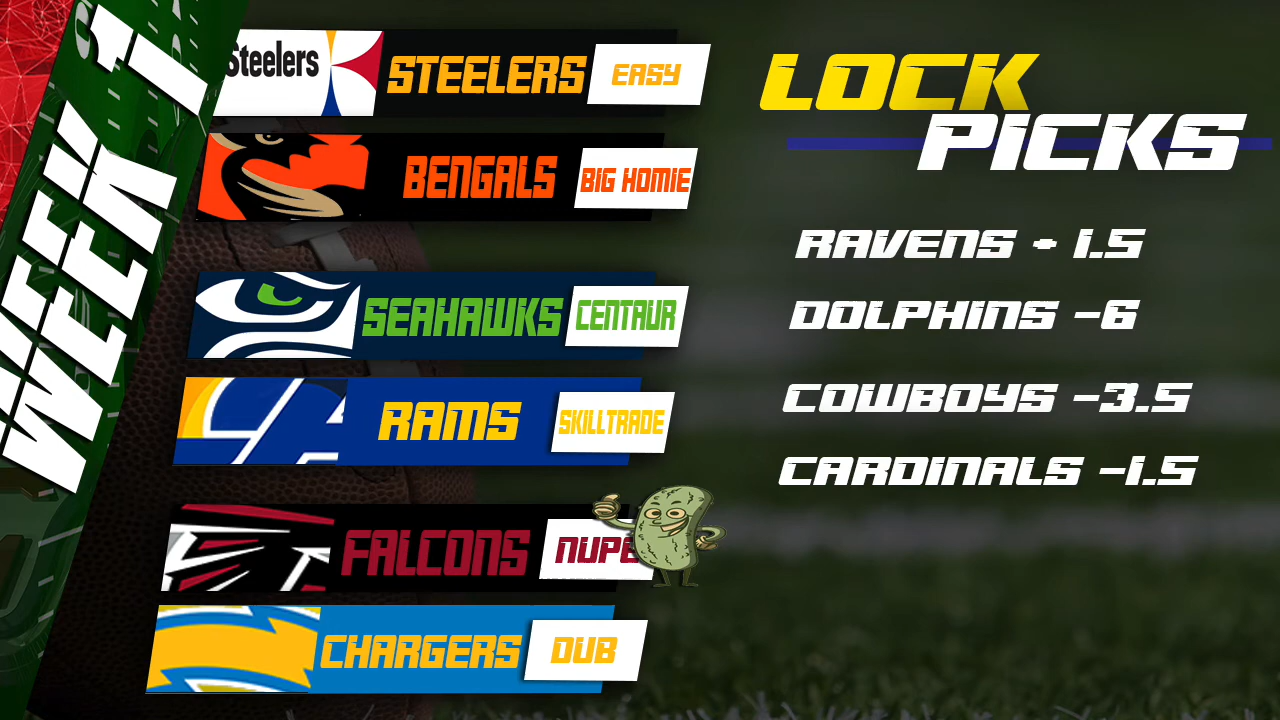 WEEK 1
Steelers
STEELERS
EASY
BENGALS
BIG HOMIE
SEAHAWKS
CENTAUR
RAMS
SKILLTRADE
FALCONS
NUPE
CHARGERS
DUB
LOCK
PICKS
RAVENS + 1.5
DOLPHINS -6
COWBOYS -3.5
CARDINALS -1.5